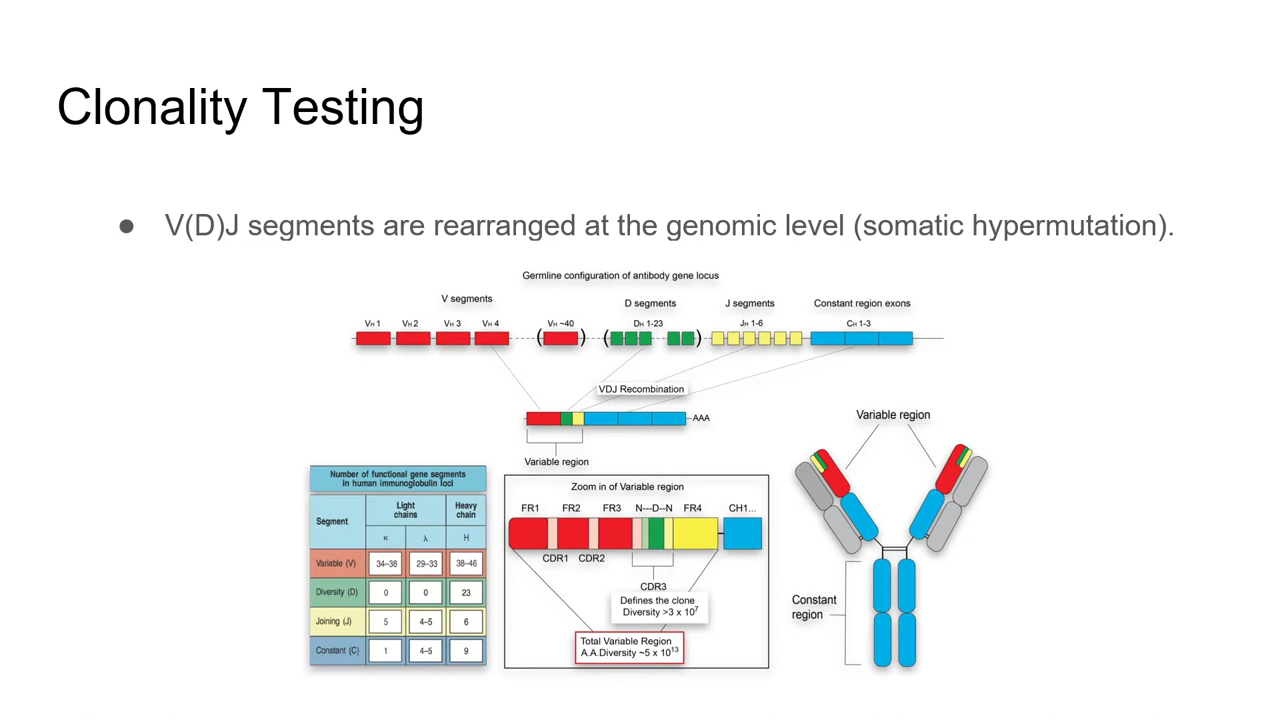 Clonality Testing
● V(D)J segments are rearranged at the genomic level (somatic hypermutation).
Germline configuration of antibody gene locus
V segments D segments J segments Constant region exons
VH 1 VH 2 VH 3 VH 4 (VH ~40) (DH 1-23) JH 1-6 CH 1-3
VDJ Recombination
AAA
Variable region
Number of functional gene segments
in human immunoglobulin loci
Segment Light chains Heavy chain
κ λ H
Variable (V) 34–38 29–33 38–46
Diversity (D) 0 0 23
Joining (J) 5 4–5 6
Constant (C) 1 4–5 9
Zoom in of Variable region
FR1 FR2 FR3 N---D--N FR4 CH1...
CDR1 CDR2
CDR3
Defines the clone
Diversity >3 x 10⁷
Total Variable Region
A.A.Diversity ~5 x 10¹³
Variable region
Constant
region